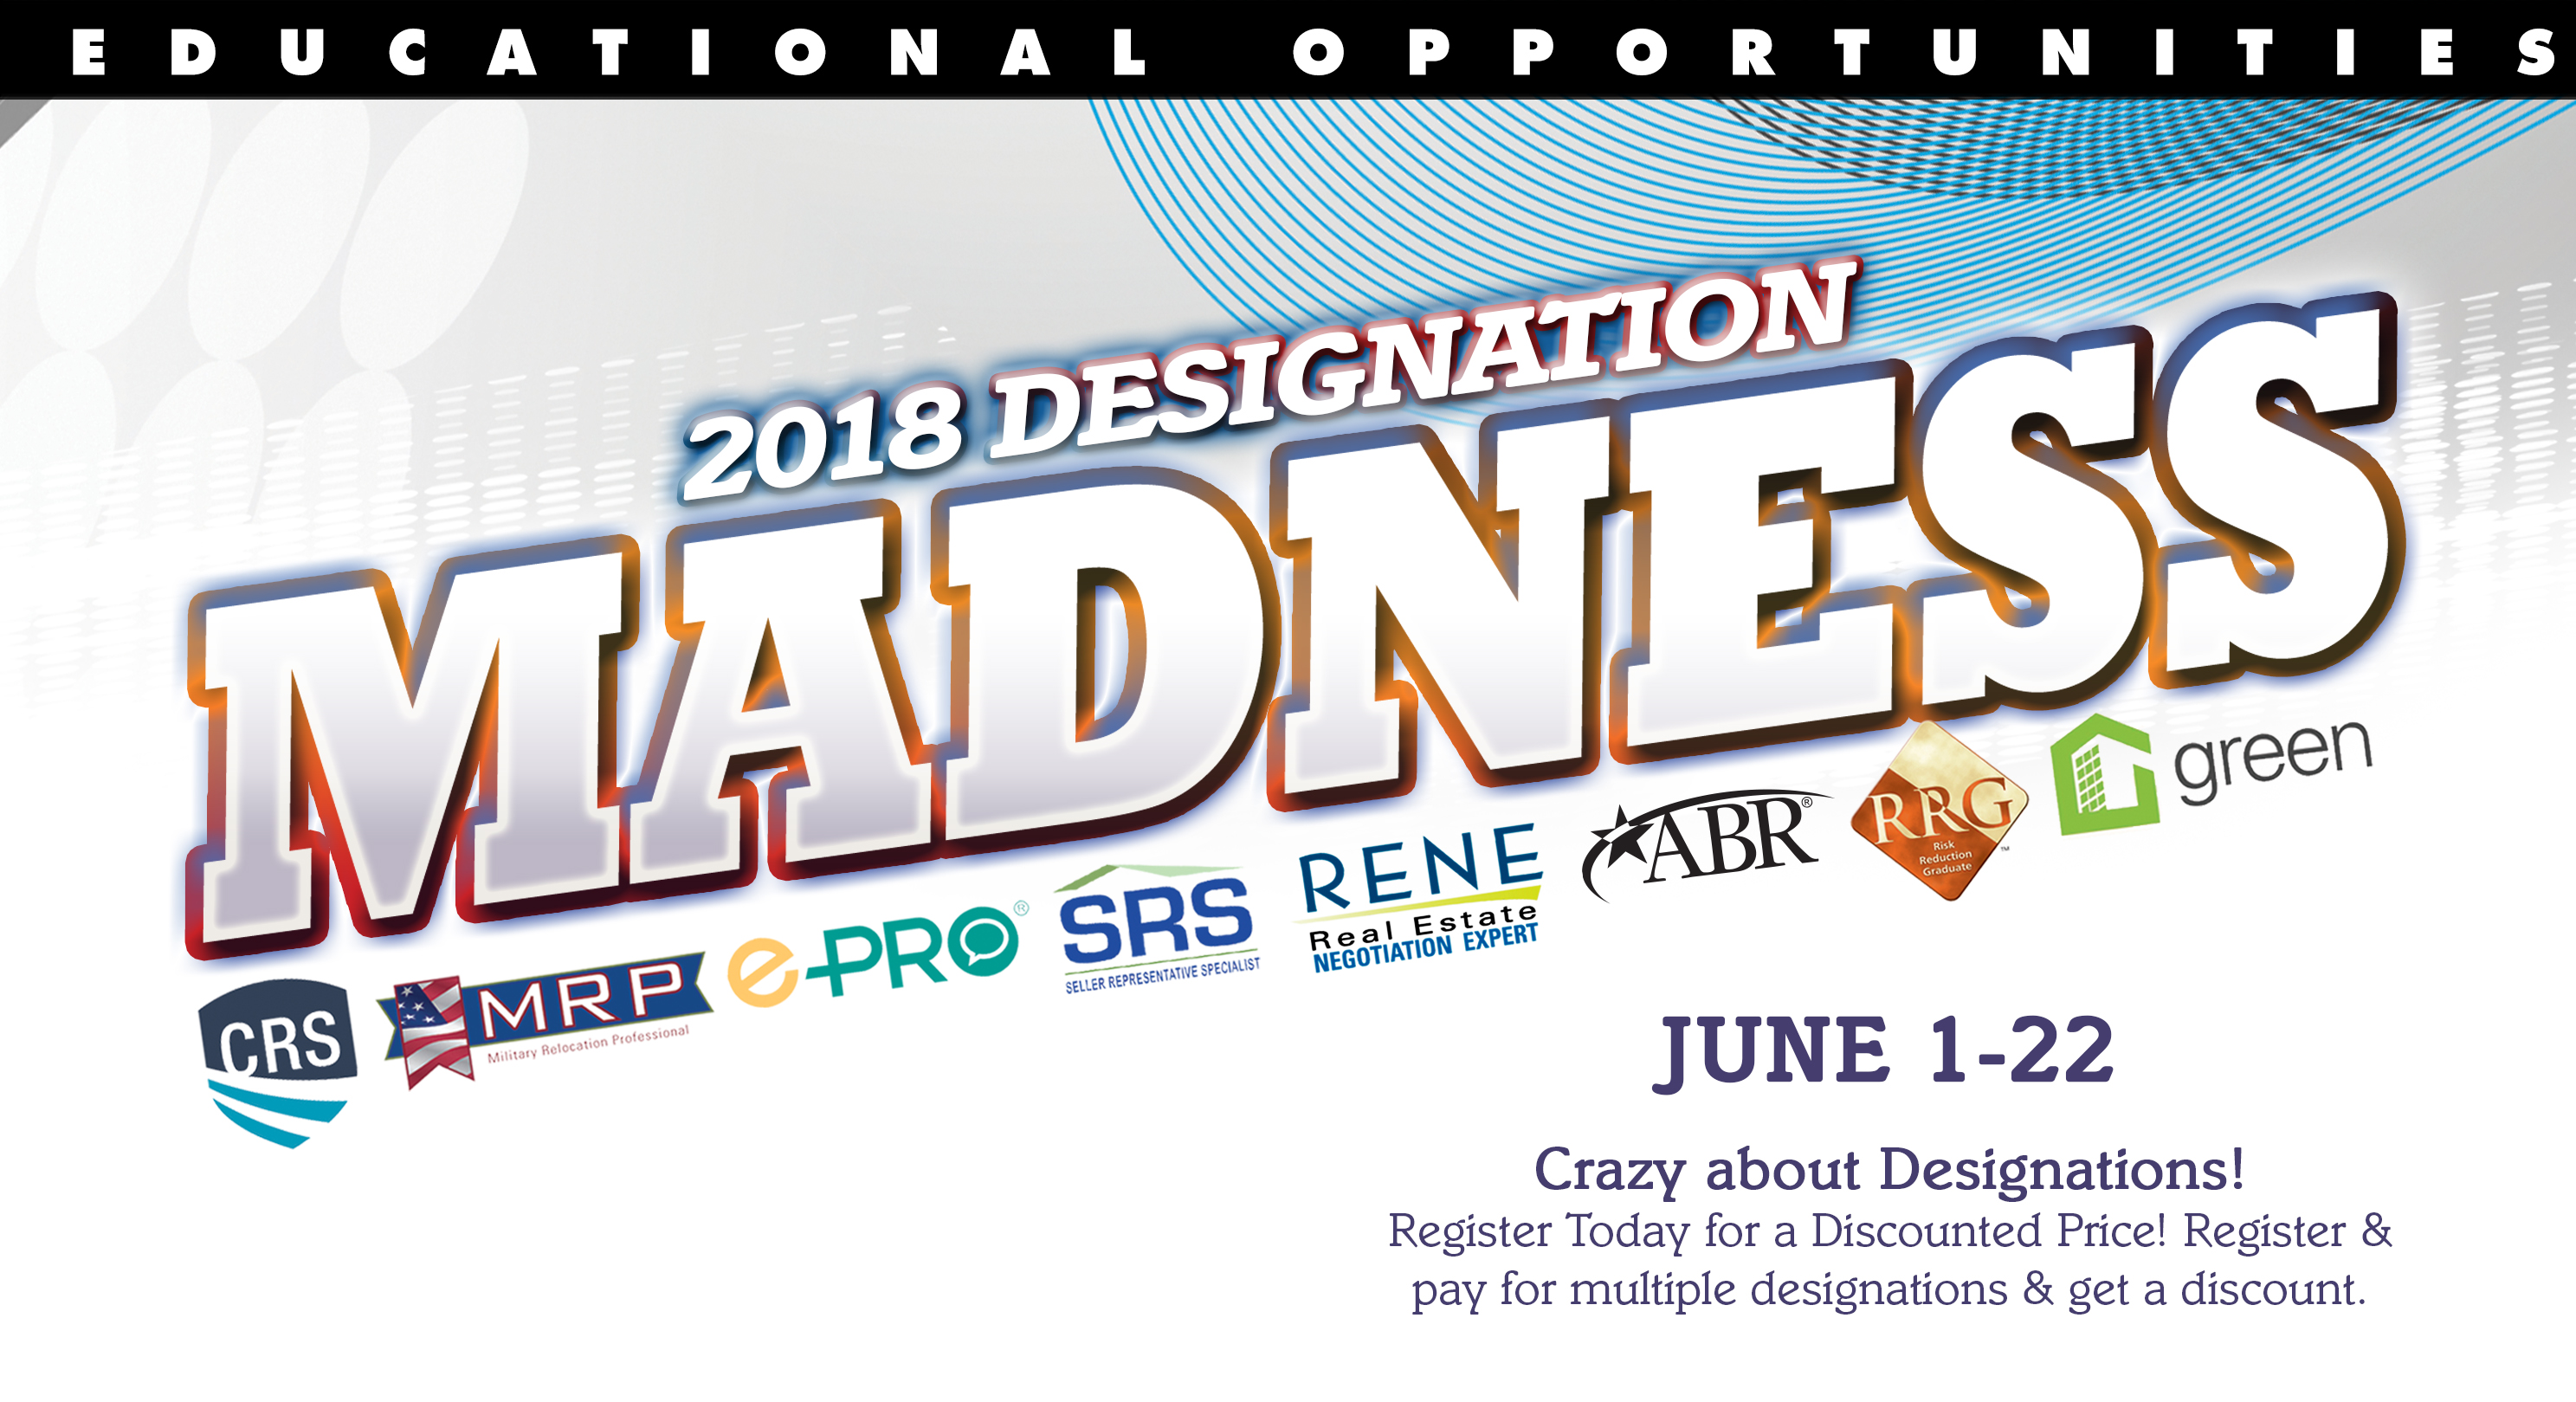 EDUCATIONAL OPPORTUNITIES
2018 DESIGNATION
MADNESS
CRS
MRP
Military Relocation Professional
e-PRO®
SRS
SELLER REPRESENTATIVE SPECIALIST
RENE
Real Estate
NEGOTIATION EXPERT
ABR®
RRG
Risk
Reduction
Graduate
™
green
JUNE 1-22
Crazy about Designations!
Register Today for a Discounted Price! Register &
pay for multiple designations & get a discount.